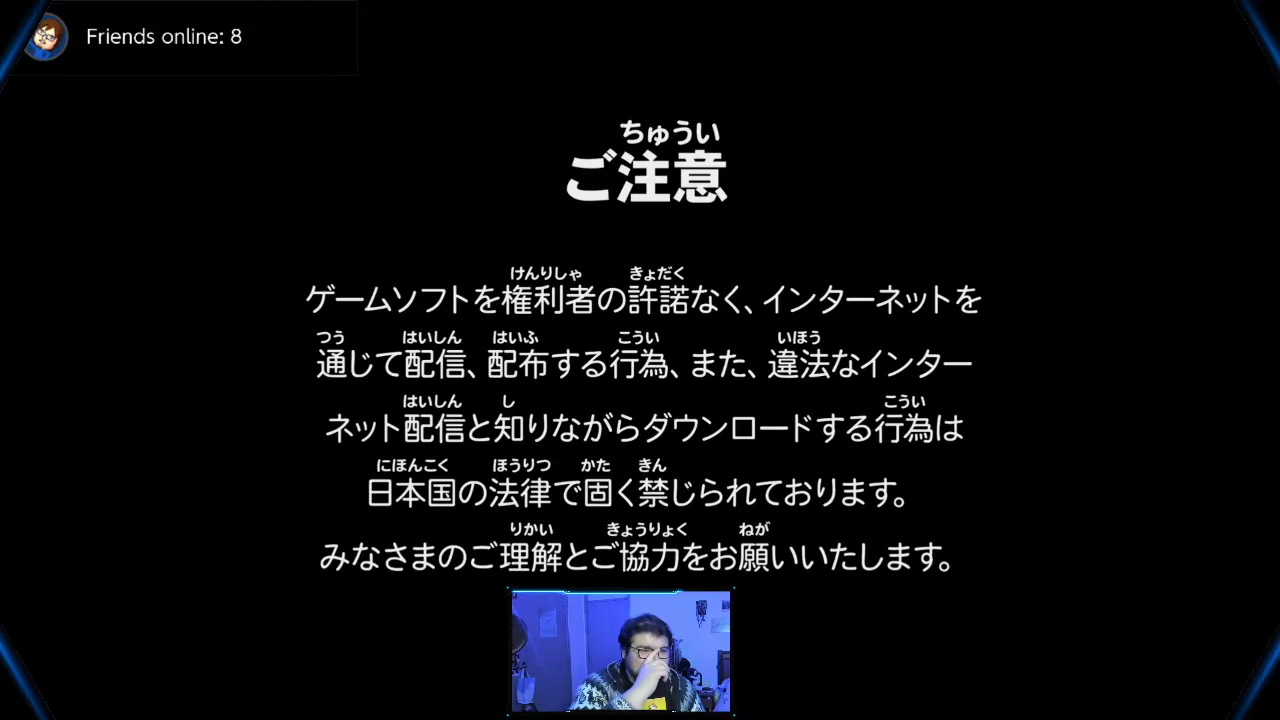 Friends online: 8
ちゅうい
ご注意
けんりしゃ きょだく
ゲームソフトを権利者の許諾なく、インターネットを
つう はいしん はいふ こうい いほう
通じて配信、配布する行為、また、違法なインター
はいしん し こうい
ネット配信と知りながらダウンロードする行為は
にほんこく ほうりつ かた きん
日本国の法律で固く禁じられております。
りかい きょうりょく ねが
みなさまのご理解とご協力をお願いいたします。